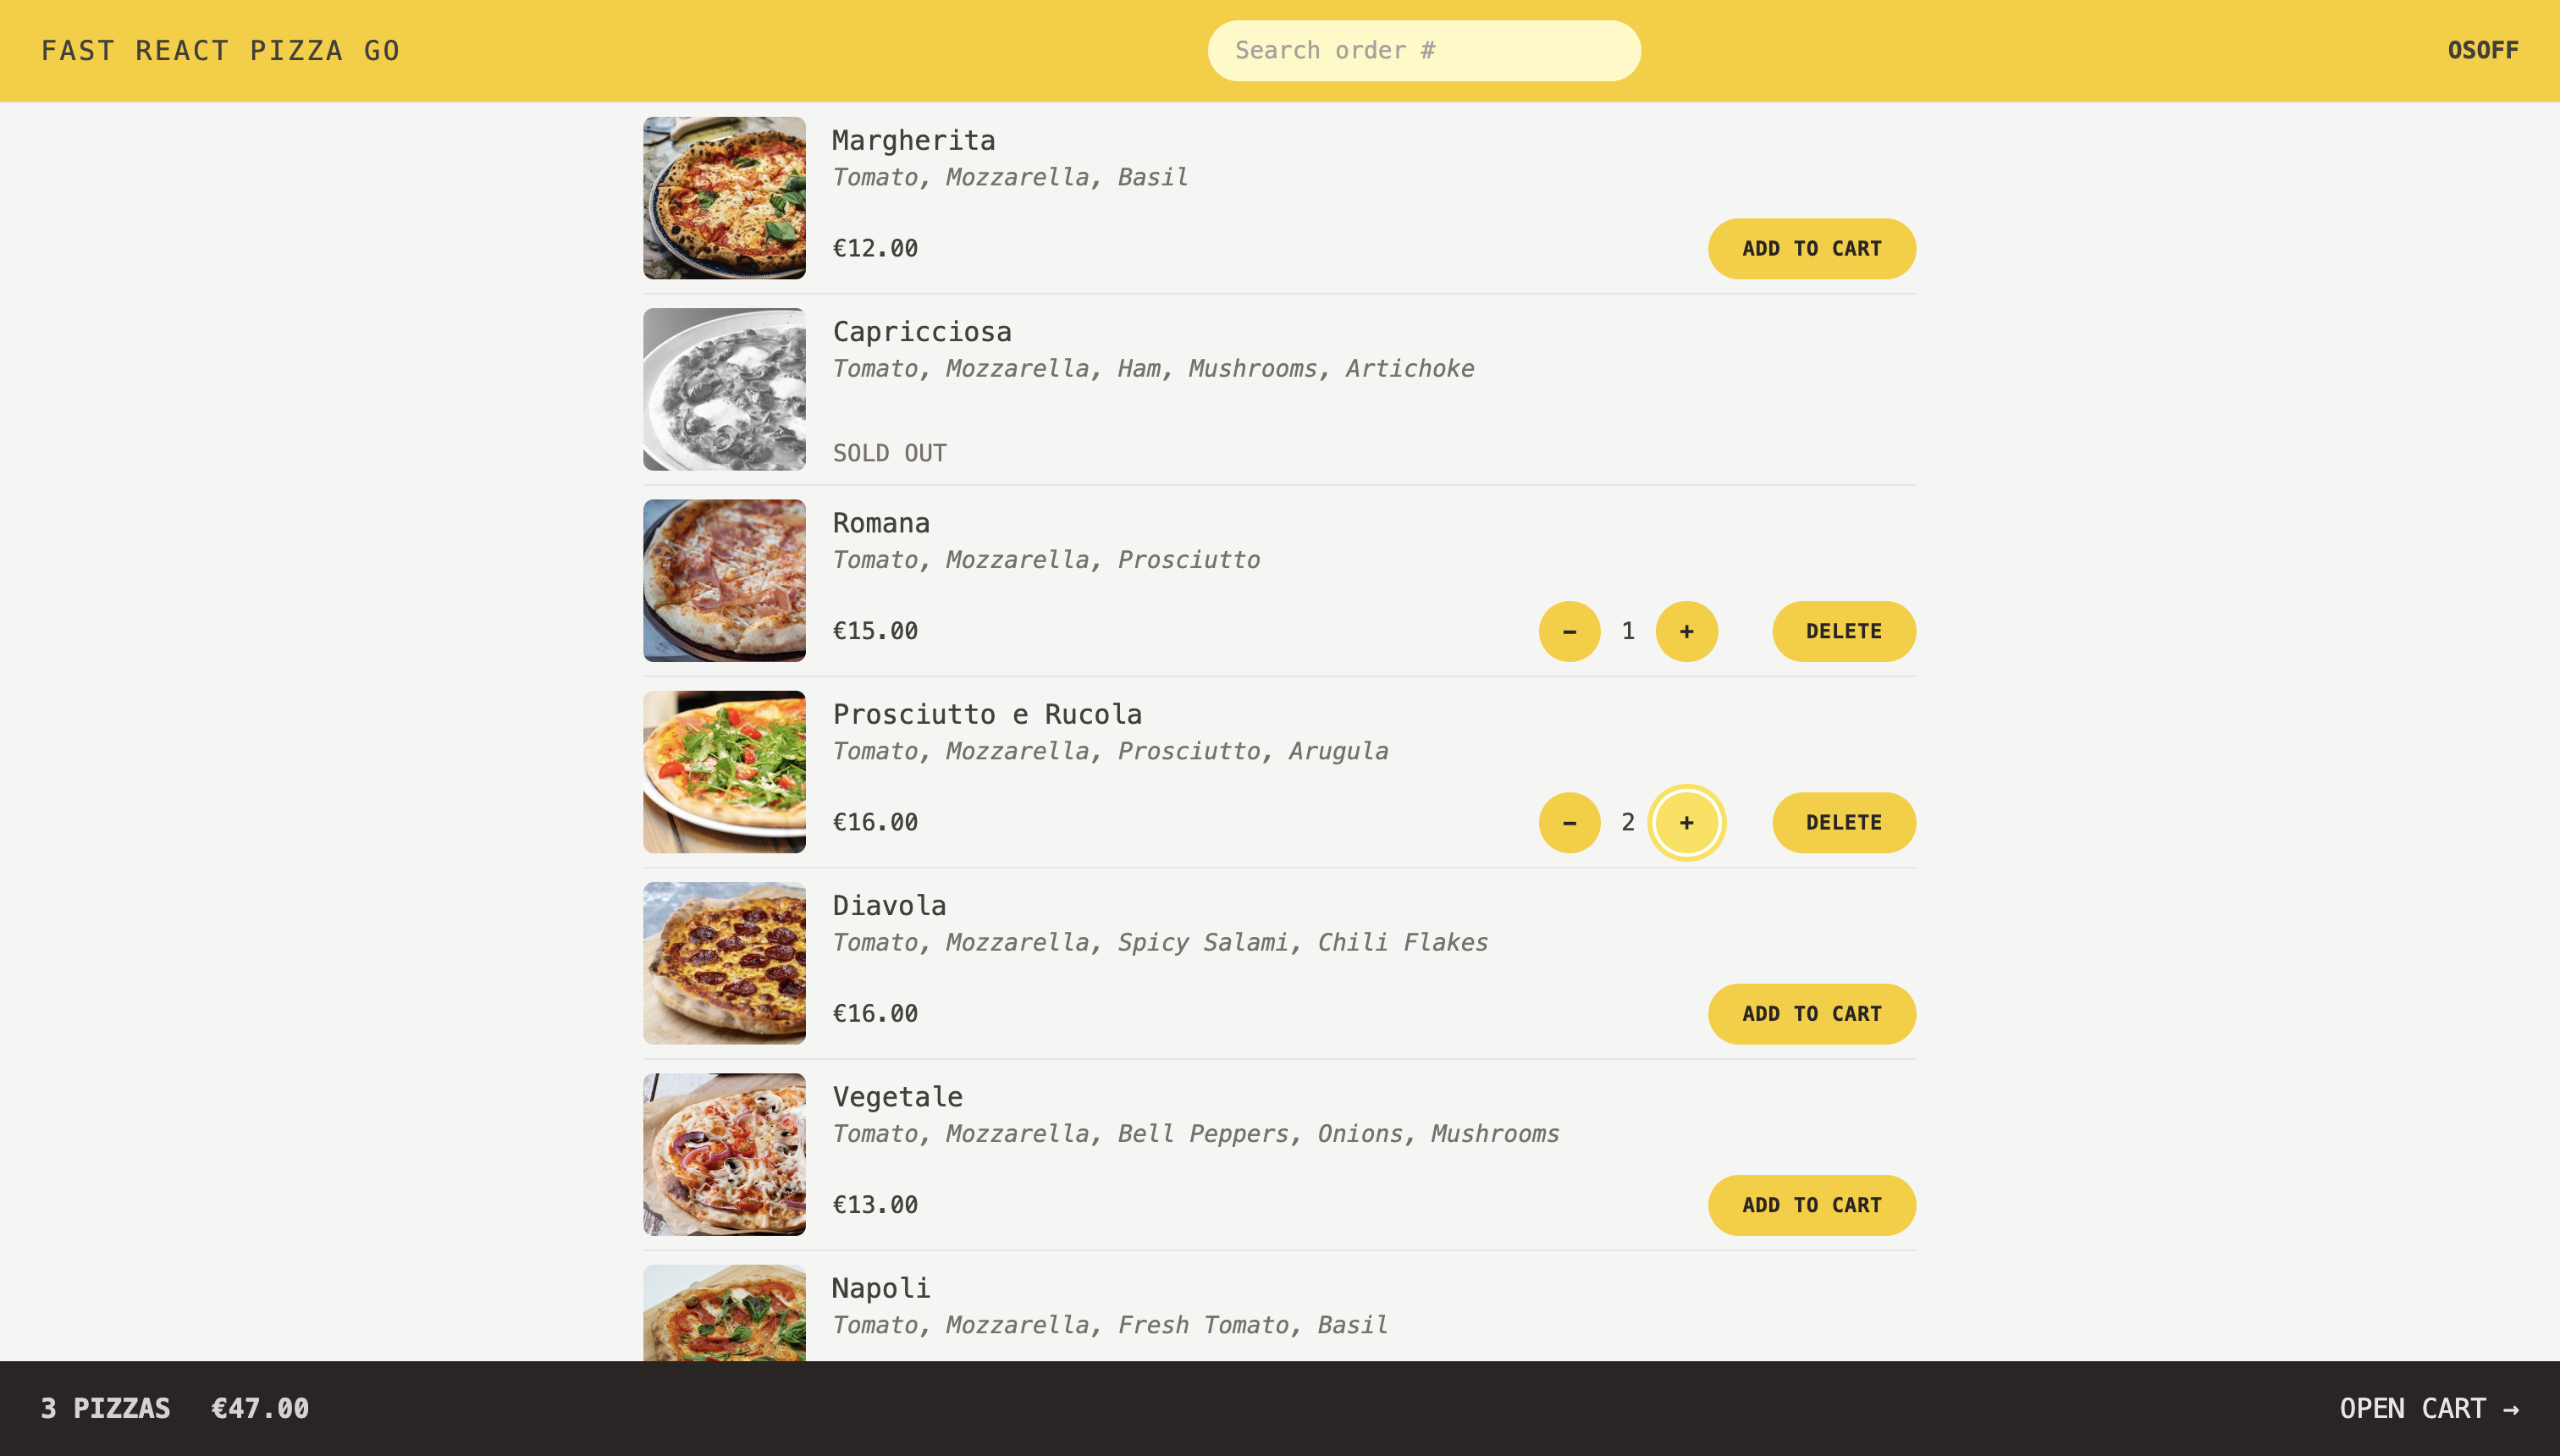 FAST REACT PIZZA GO
Search order #
OSOFF
Margherita
Tomato, Mozzarella, Basil
€12.00
ADD TO CART
Capricciosa
Tomato, Mozzarella, Ham, Mushrooms, Artichoke
SOLD OUT
Romana
Tomato, Mozzarella, Prosciutto
€15.00
- 1 + DELETE
Prosciutto e Rucola
Tomato, Mozzarella, Prosciutto, Arugula
€16.00
- 2 + DELETE
Diavola
Tomato, Mozzarella, Spicy Salami, Chili Flakes
€16.00
ADD TO CART
Vegetale
Tomato, Mozzarella, Bell Peppers, Onions, Mushrooms
€13.00
ADD TO CART
Napoli
Tomato, Mozzarella, Fresh Tomato, Basil
3 PIZZAS €47.00
OPEN CART →